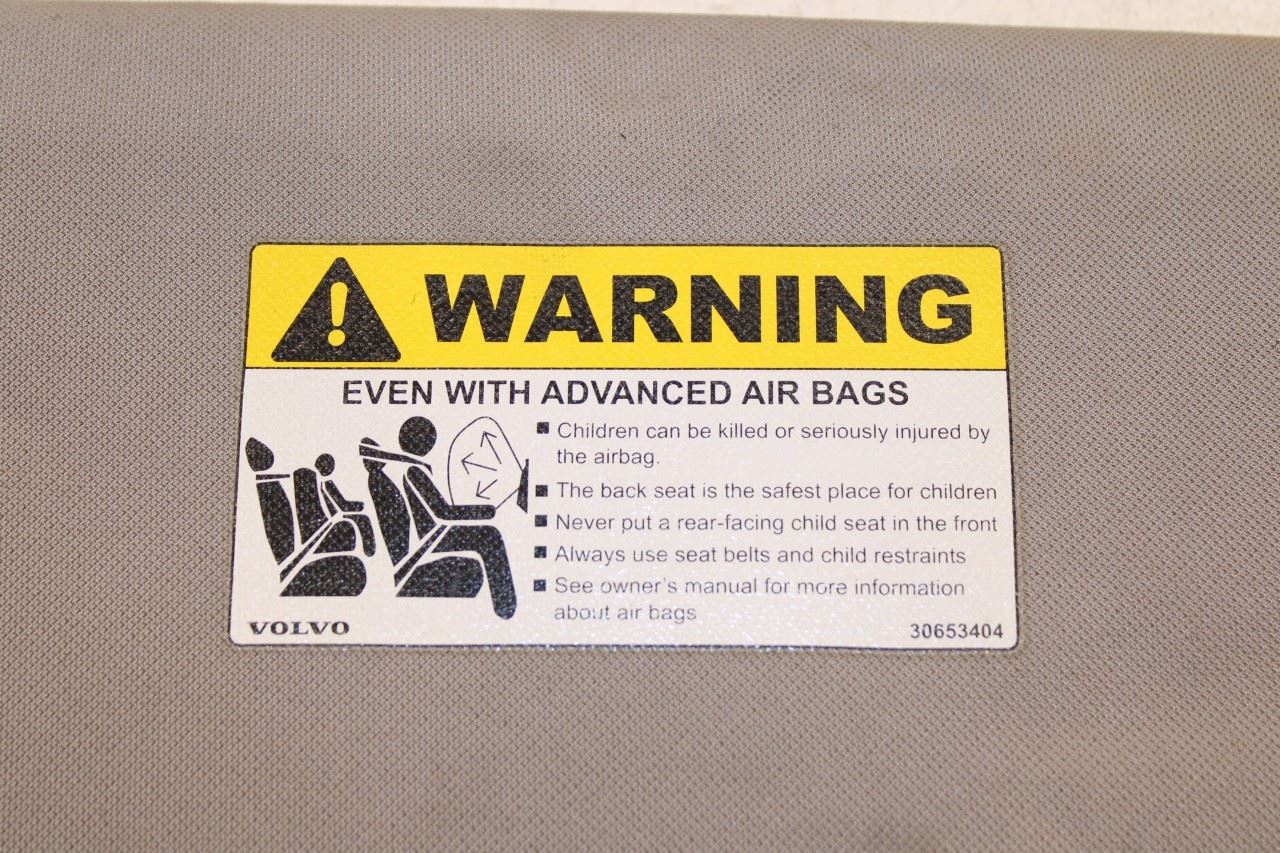 WARNING
EVEN WITH ADVANCED AIR BAGS
Children can be killed or seriously injured by
the airbag.
The back seat is the safest place for children
Never put a rear-facing child seat in the front
Always use seat belts and child restraints
See owner's manual for more information
about air bags
VOLVO
30653404